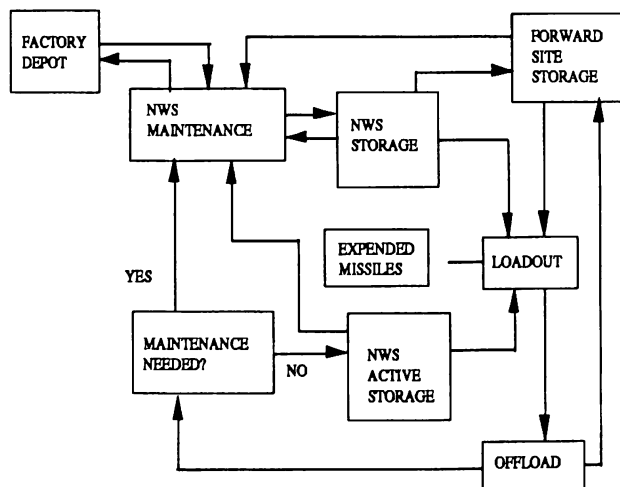 FACTORY
DEPOT
FORWARD
SITE
STORAGE
NWS
MAINTENANCE
NWS
STORAGE
EXPENDED
MISSILES
LOADOUT
YES
MAINTENANCE
NEEDED?
NO
NWS
ACTIVE
STORAGE
OFFLOAD